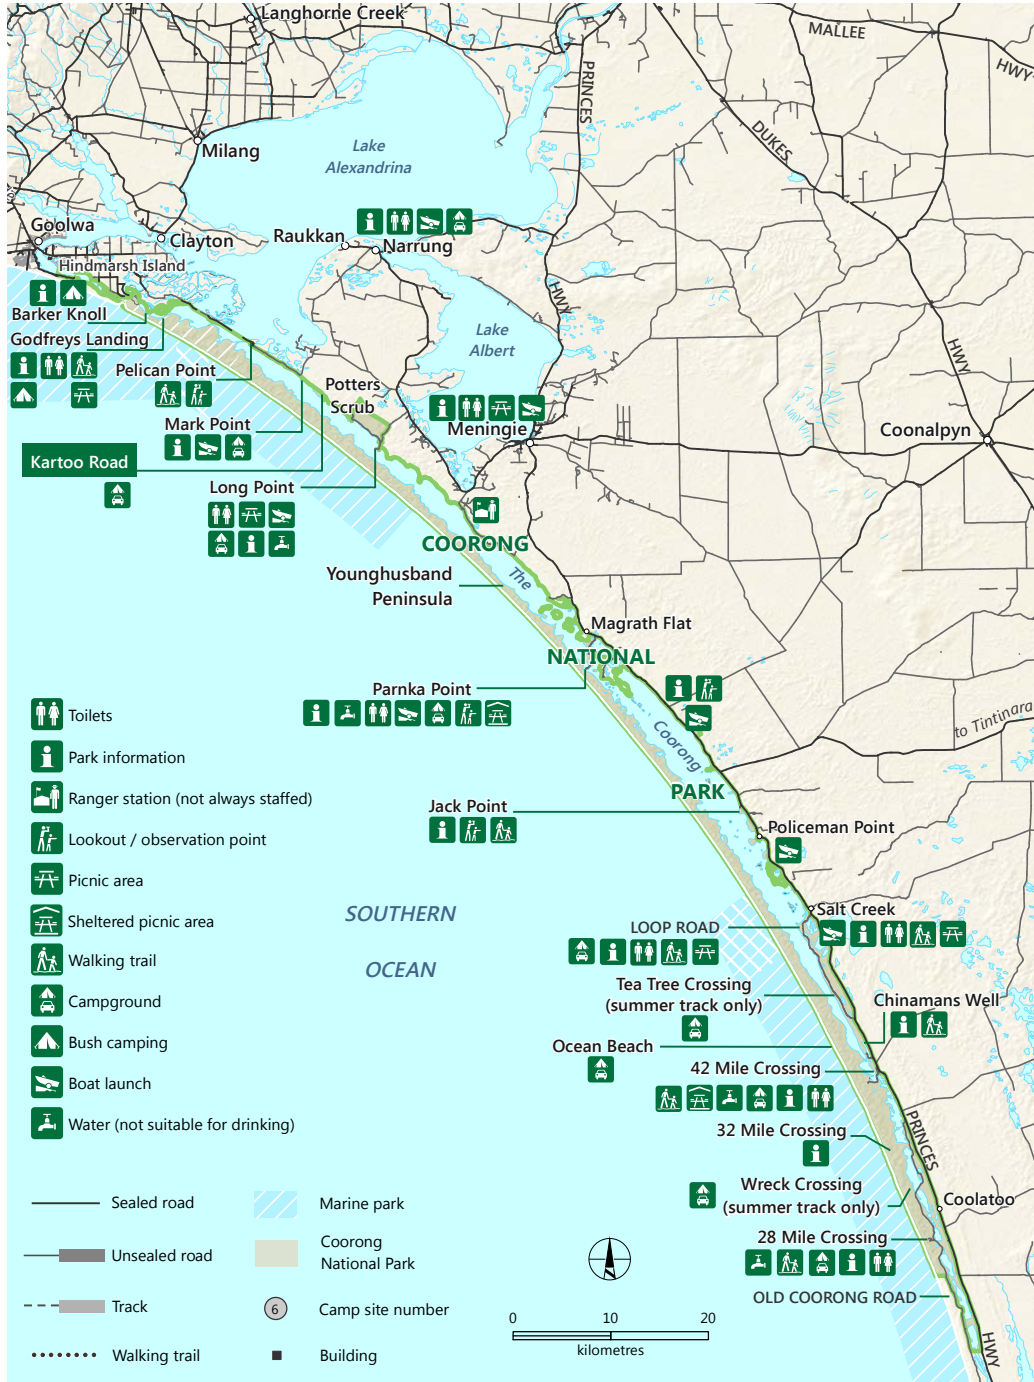 Langhorne Creek
MALLEE
HWY
PRINCES
DUKES
Milang
Lake
Alexandrina
Goolwa
Clayton
Raukkan
Narrung
Hindmarsh Island
HWY
Barker Knoll
Godfreys Landing
Lake
Albert
HWY
Pelican Point
Potters
Scrub
Mark Point
Meningie
Coonalpyn
Kartoo Road
Long Point
COORONG
The
Younghusband
Peninsula
Magrath Flat
NATIONAL
Parnka Point
Coorong
to Tintinara
PARK
Jack Point
Policeman Point
Salt Creek
SOUTHERN
OCEAN
LOOP ROAD
Tea Tree Crossing
(summer track only)
Chinamans Well
Ocean Beach
42 Mile Crossing
PRINCES
32 Mile Crossing
Wreck Crossing
(summer track only)
Coolatoo
28 Mile Crossing
OLD COORONG ROAD
HWY
Toilets
Park information
Ranger station (not always staffed)
Lookout / observation point
Picnic area
Sheltered picnic area
Walking trail
Campground
Bush camping
Boat launch
Water (not suitable for drinking)
Sealed road
Unsealed road
Track
Walking trail
Marine park
Coorong
National Park
6 Camp site number
Building
0 10 20
kilometres